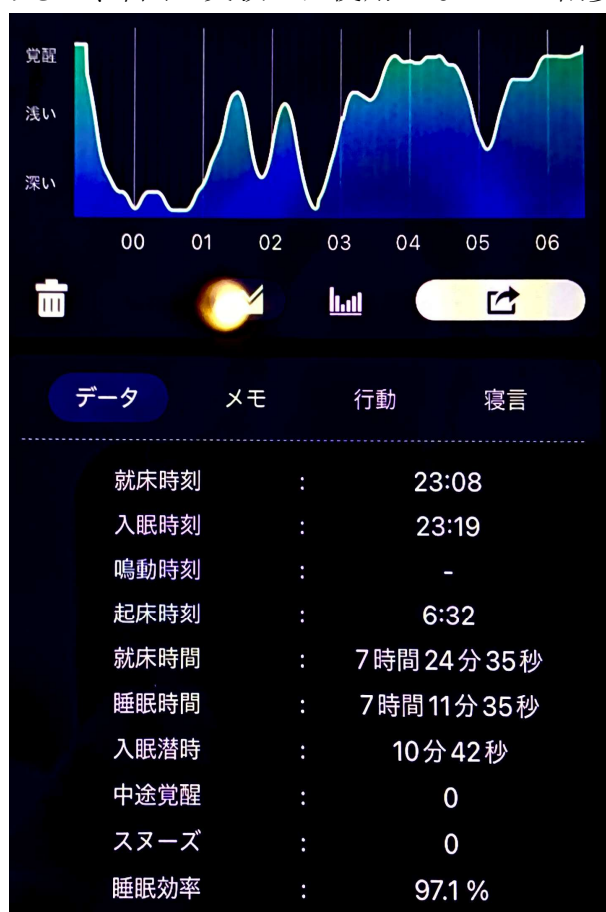 覚醒
浅い
深い
00 01 02 03 04 05 06
データ メモ 行動 寝言
就床時刻 : 23:08
入眠時刻 : 23:19
鳴動時刻 : -
起床時刻 : 6:32
就床時間 : 7時間24分35秒
睡眠時間 : 7時間11分35秒
入眠潜時 : 10分42秒
中途覚醒 : 0
スヌーズ : 0
睡眠効率 : 97.1 %